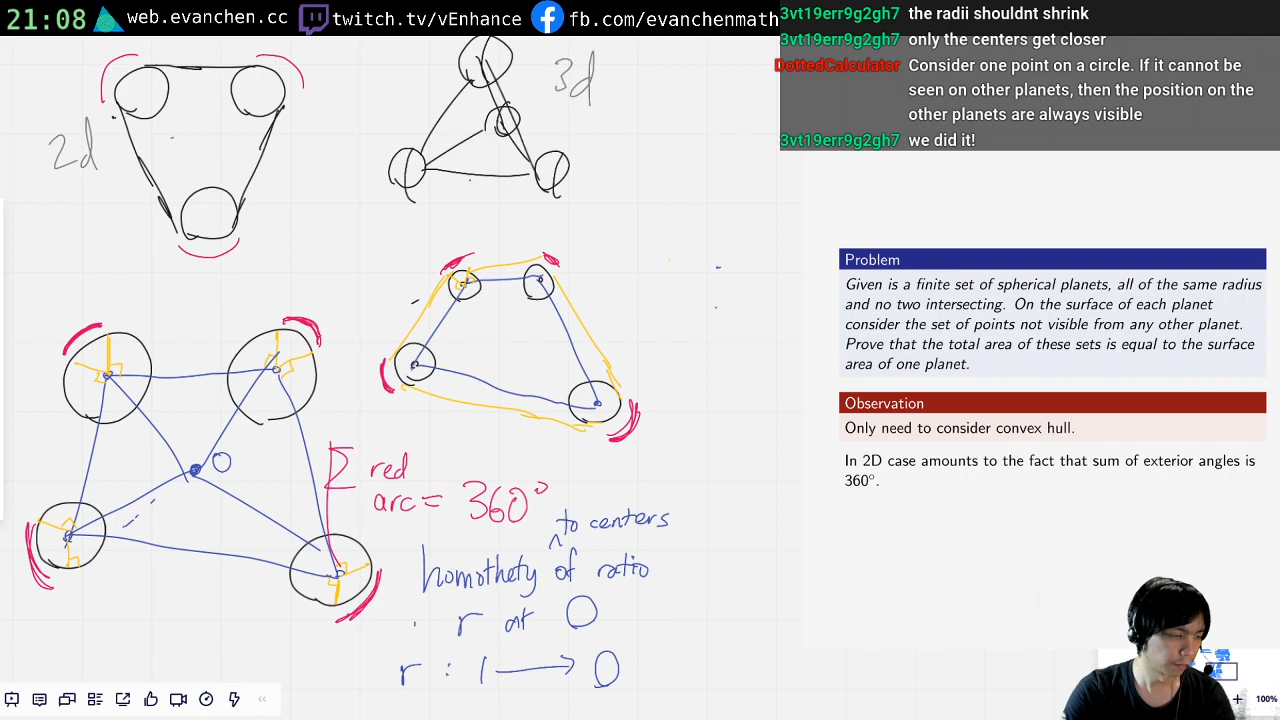 21:08 web.evanchen.cc twitch.tv/vEnhance fb.com/evanchenmath
3vt19err9g2gh7 the radii shouldnt shrink
3vt19err9g2gh7 only the centers get closer
DottedCalculator Consider one point on a circle. If it cannot be
seen on other planets, then the position on the
other planets are always visible
3vt19err9g2gh7 we did it!
2d
3d
O
Σ red
arc = 360°
homothety ^ to centers of ratio
r at O
r : 1 → 0
Problem
Given is a finite set of spherical planets, all of the same radius
and no two intersecting. On the surface of each planet
consider the set of points not visible from any other planet.
Prove that the total area of these sets is equal to the surface
area of one planet.
Observation
Only need to consider convex hull.
In 2D case amounts to the fact that sum of exterior angles is
360°.
100%